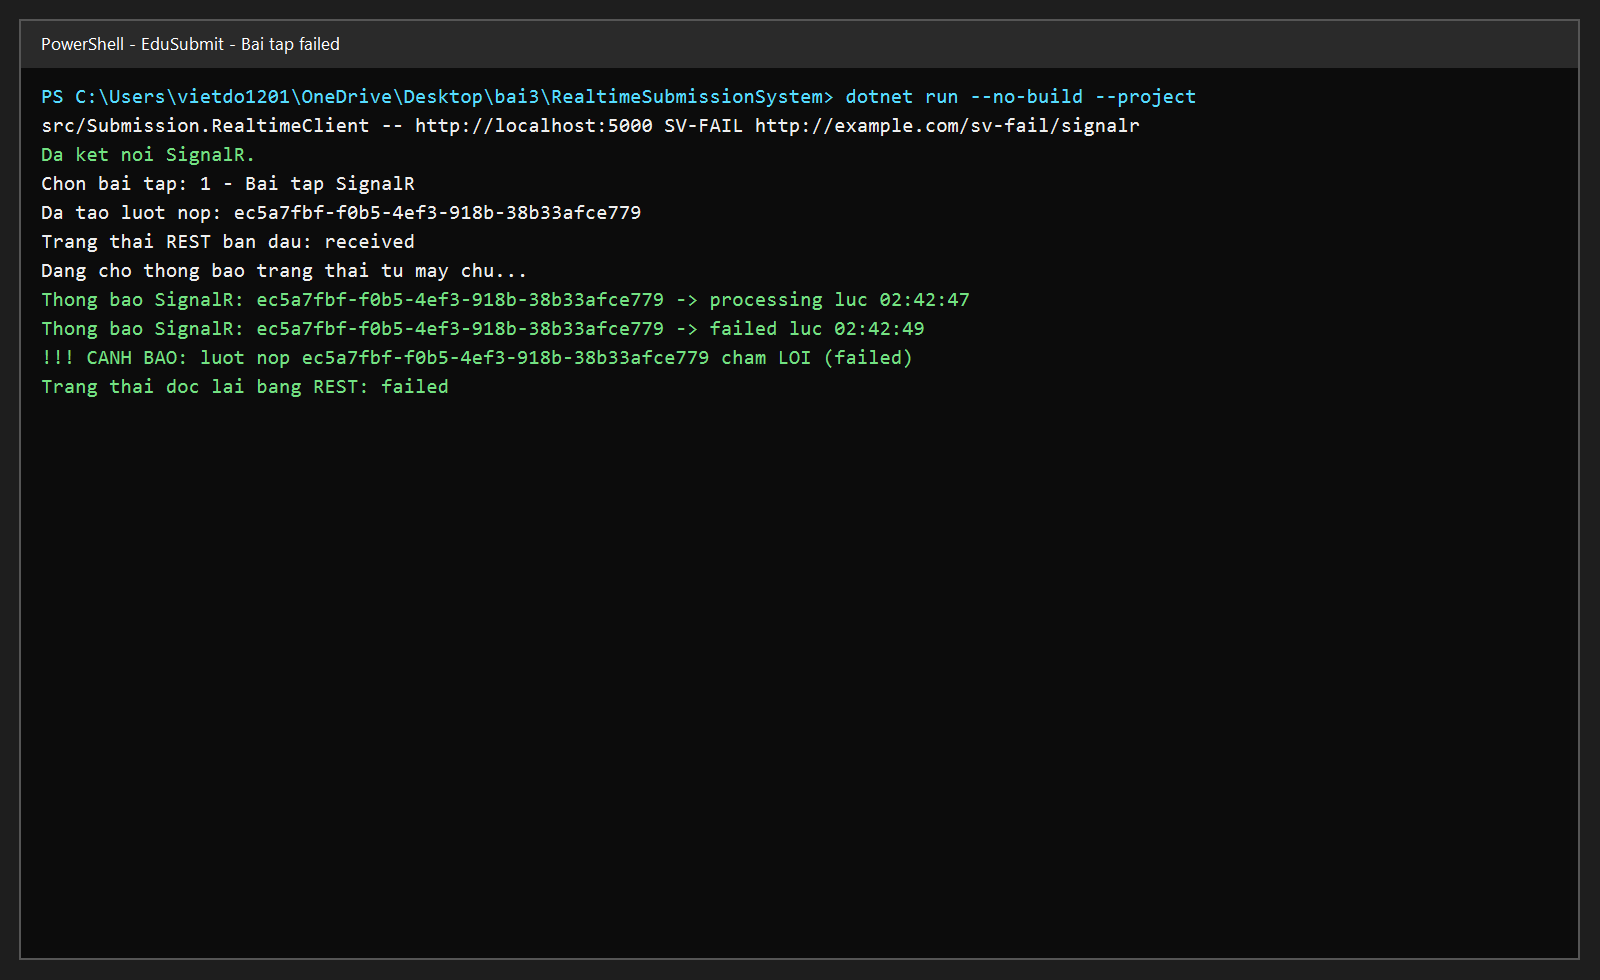 PowerShell - EduSubmit - Bai tap failed
PS C:\Users\vietdo1201\OneDrive\Desktop\bai3\RealtimeSubmissionSystem> dotnet run --no-build --project
src/Submission.RealtimeClient -- http://localhost:5000 SV-FAIL http://example.com/sv-fail/signalr
Da ket noi SignalR.
Chon bai tap: 1 - Bai tap SignalR
Da tao luot nop: ec5a7fbf-f0b5-4ef3-918b-38b33afce779
Trang thai REST ban dau: received
Dang cho thong bao trang thai tu may chu...
Thong bao SignalR: ec5a7fbf-f0b5-4ef3-918b-38b33afce779 -> processing luc 02:42:47
Thong bao SignalR: ec5a7fbf-f0b5-4ef3-918b-38b33afce779 -> failed luc 02:42:49
!!! CANH BAO: luot nop ec5a7fbf-f0b5-4ef3-918b-38b33afce779 cham LOI (failed)
Trang thai doc lai bang REST: failed